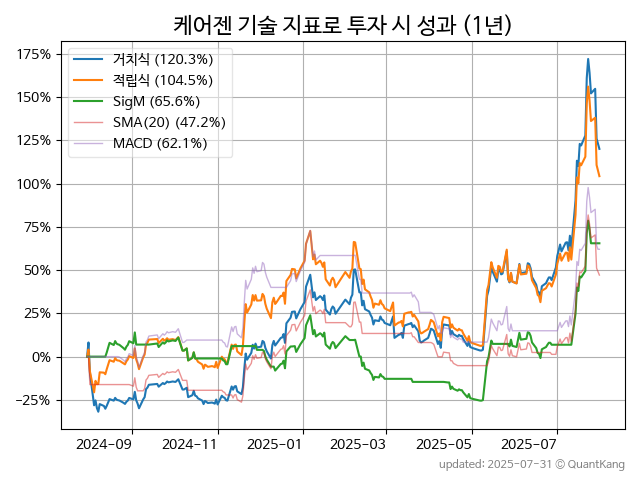 케어젠 기술 지표로 투자 시 성과 (1년)
175%
150%
125%
100%
75%
50%
25%
0%
−25%
거치식 (120.3%)
적립식 (104.5%)
SigM (65.6%)
SMA(20) (47.2%)
MACD (62.1%)
2024-09 2024-11 2025-01 2025-03 2025-05 2025-07
updated: 2025-07-31 © QuantKang